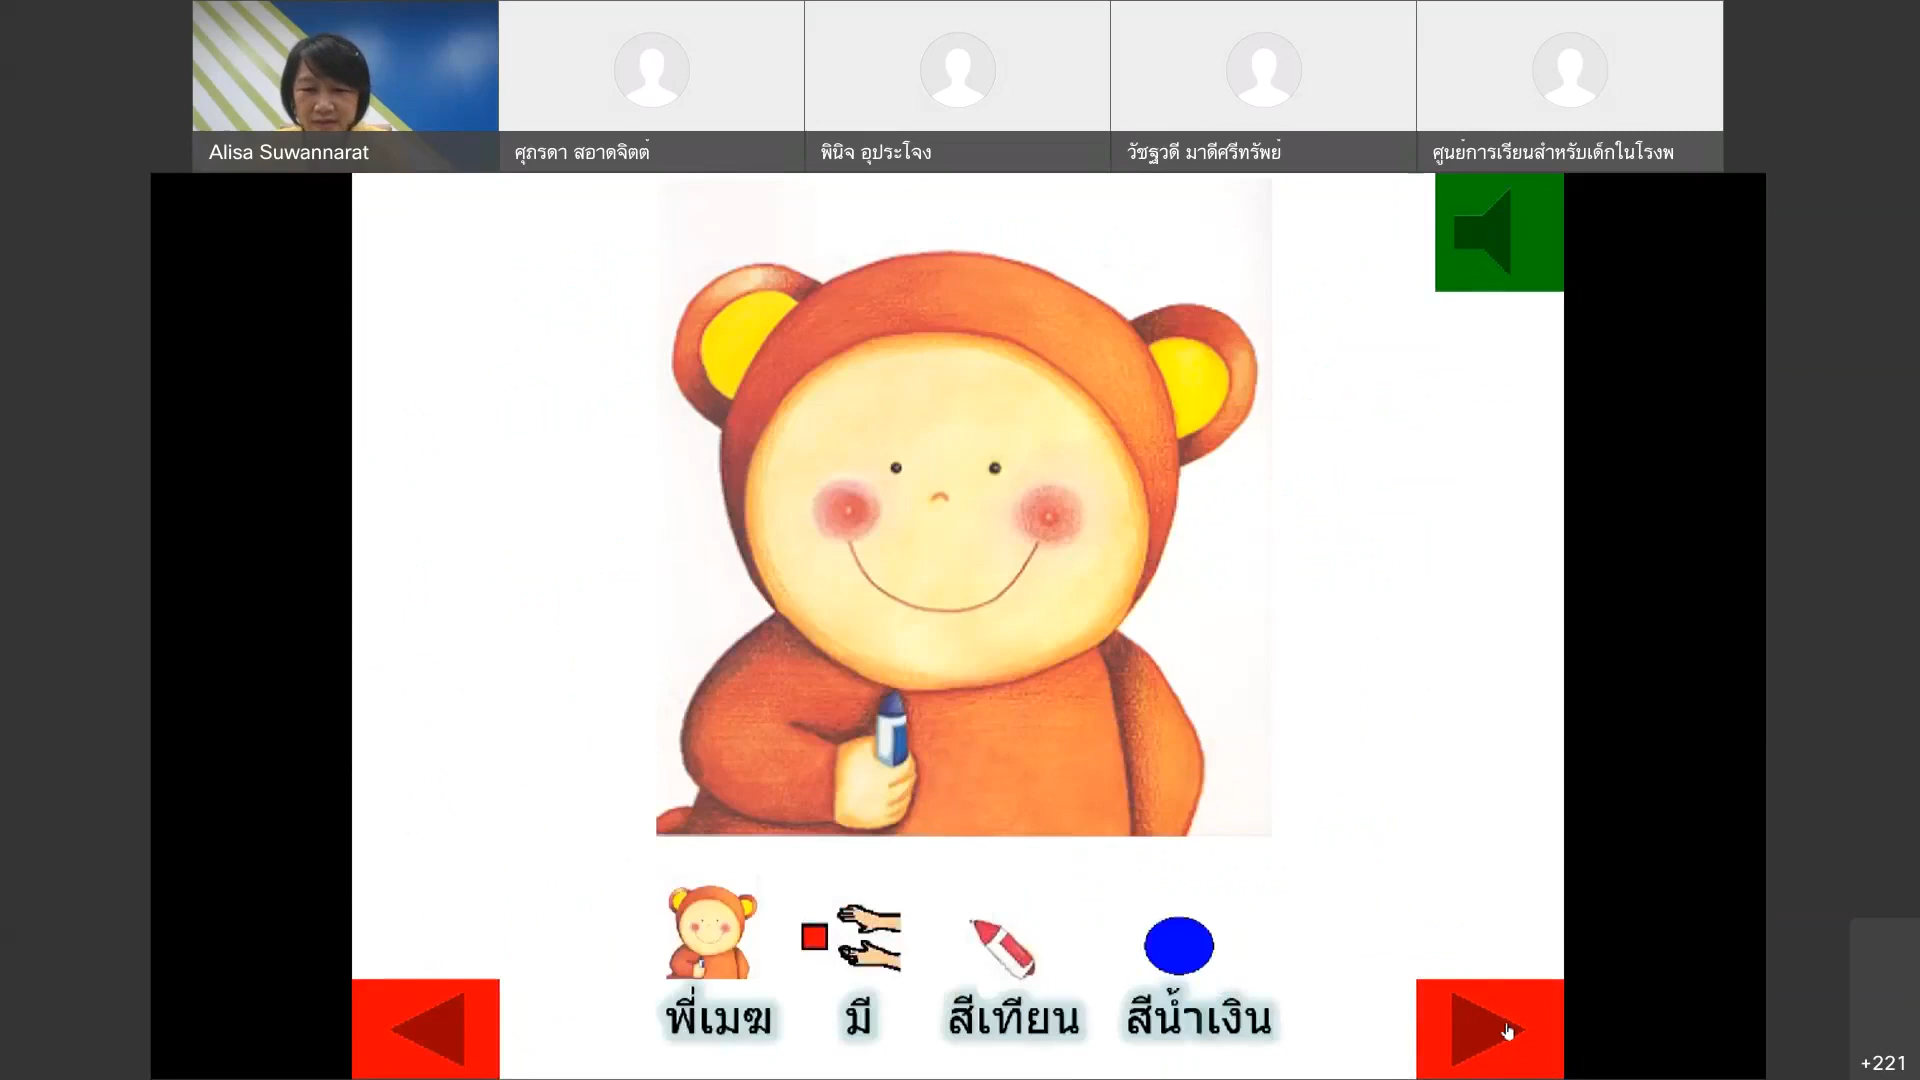 Alisa Suwannarat
ศุภรดา สอาดจิตต์
พินิจ อุประโจง
วัชฐวดี มาดีศรีทรัพย์
ศูนย์การเรียนสำหรับเด็กในโรงพ
พี่เมฆ มี สีเทียน สีน้ำเงิน
+221